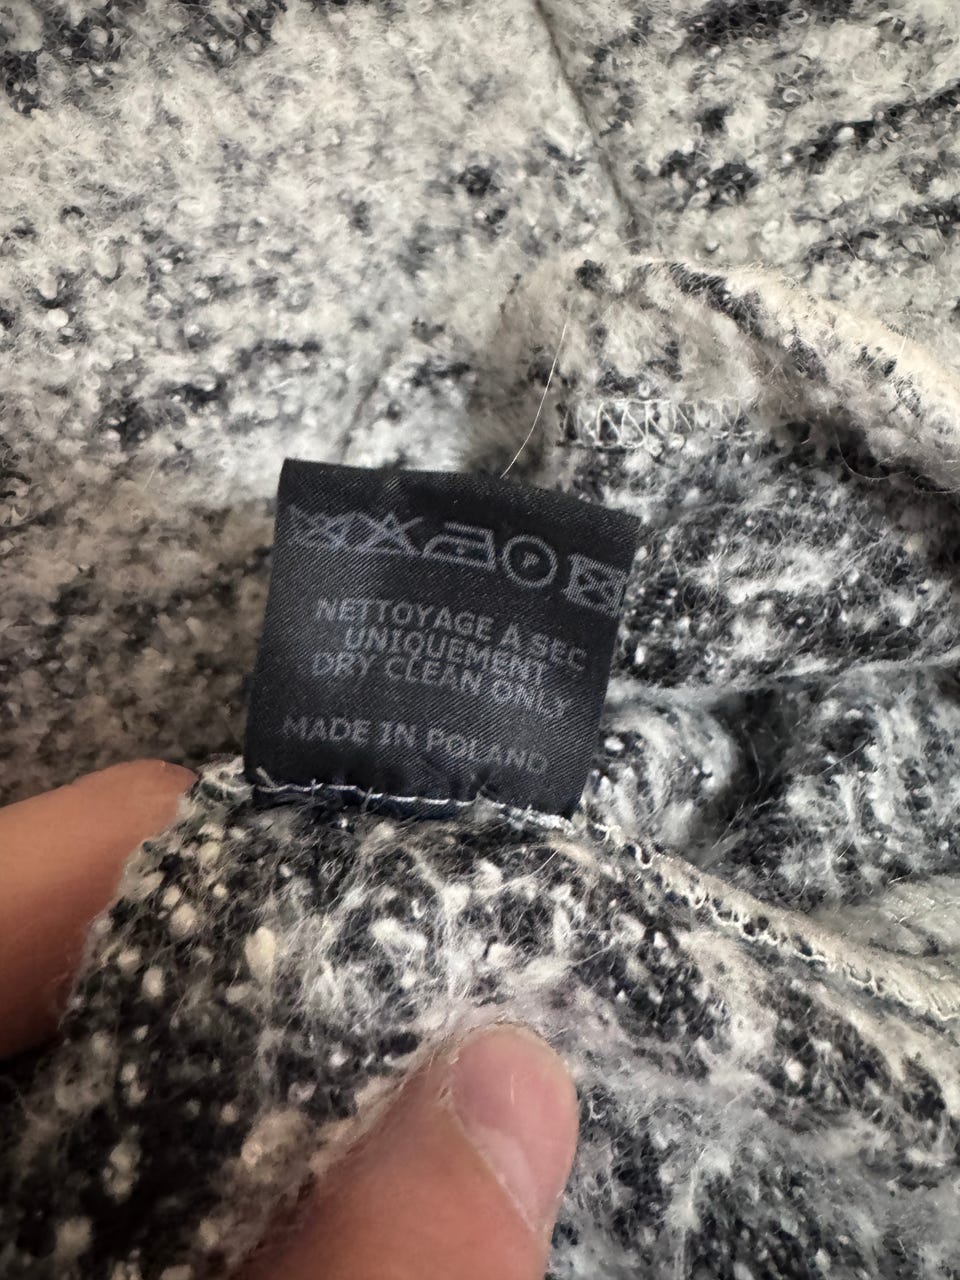 P
NETTOYAGE À SEC
UNIQUEMENT
DRY CLEAN ONLY
MADE IN POLAND